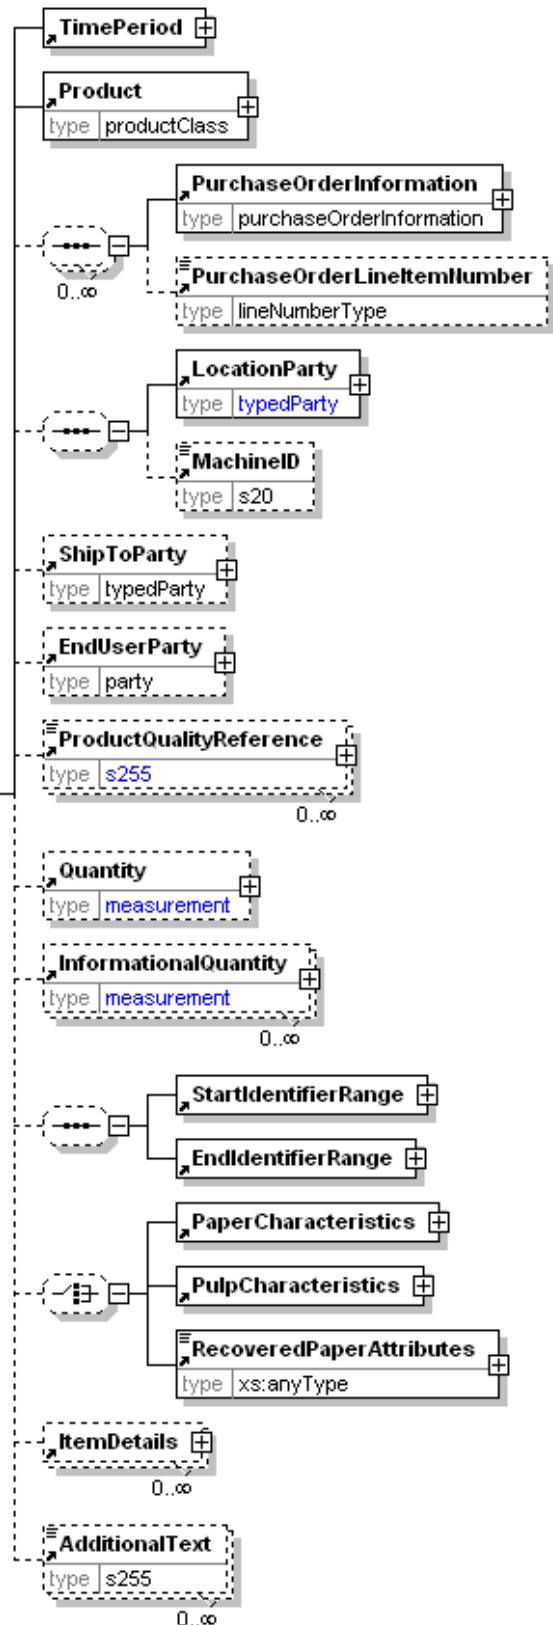 TimePeriod
Product
type productClass
PurchaseOrderInformation
type purchaseOrderInformation
0..∞
PurchaseOrderLineItemNumber
type lineNumberType
LocationParty
type typedParty
MachineID
type s20
ShipToParty
type typedParty
EndUserParty
type party
ProductQualityReference
type s255
0..∞
Quantity
type measurement
InformationalQuantity
type measurement
0..∞
StartIdentifierRange
EndIdentifierRange
PaperCharacteristics
PulpCharacteristics
RecoveredPaperAttributes
type xs:anyType
ItemDetails
0..∞
AdditionalText
type s255
0..∞